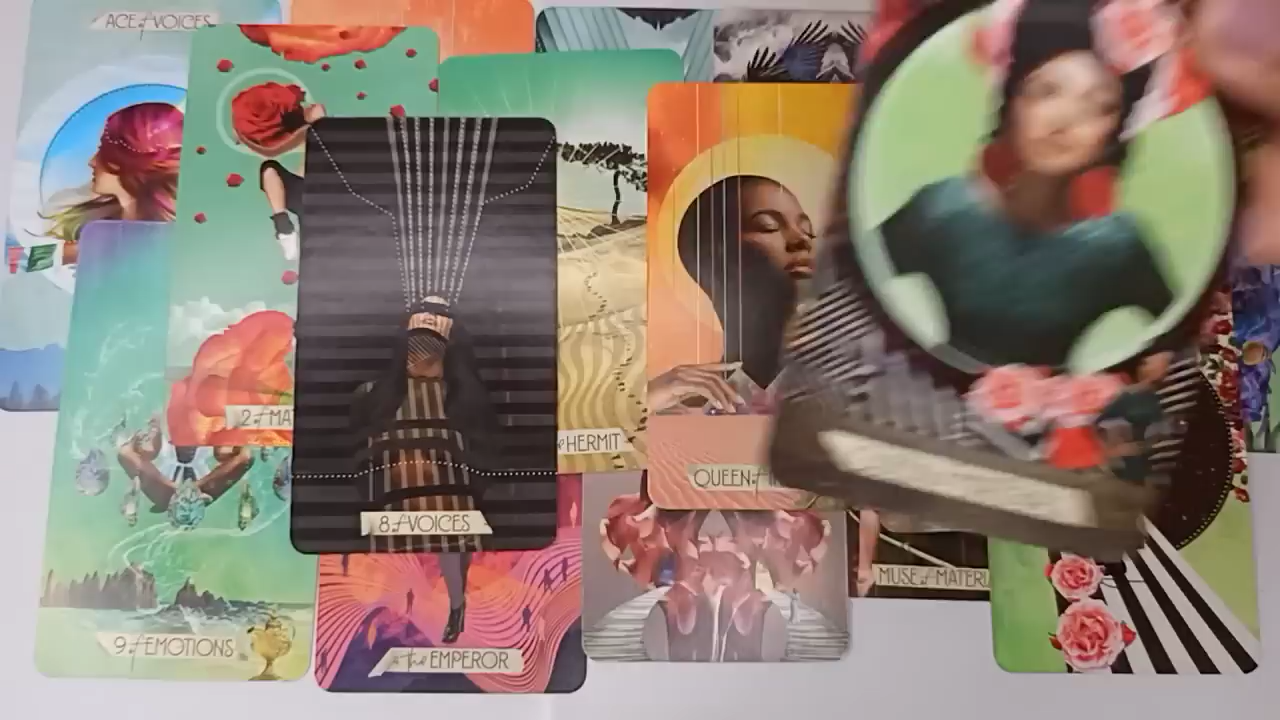 ACE of VOICES
2 of MA
the HERMIT
QUEEN of
8 of VOICES
MUSE of MATERI
9 of EMOTIONS
the EMPEROR